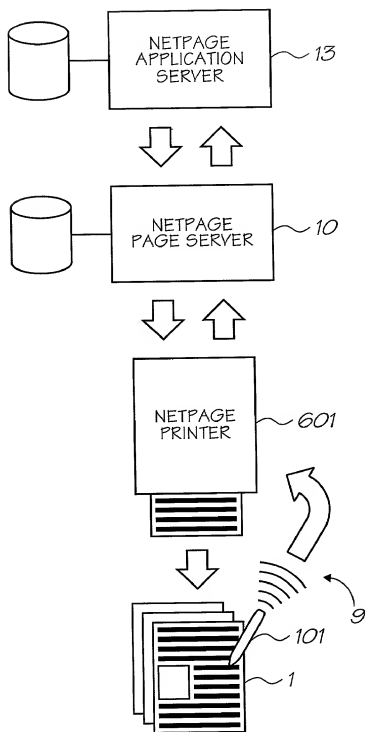 NETPAGE
APPLICATION
SERVER
13
NETPAGE
PAGE SERVER
10
NETPAGE
PRINTER
601
9
101
1